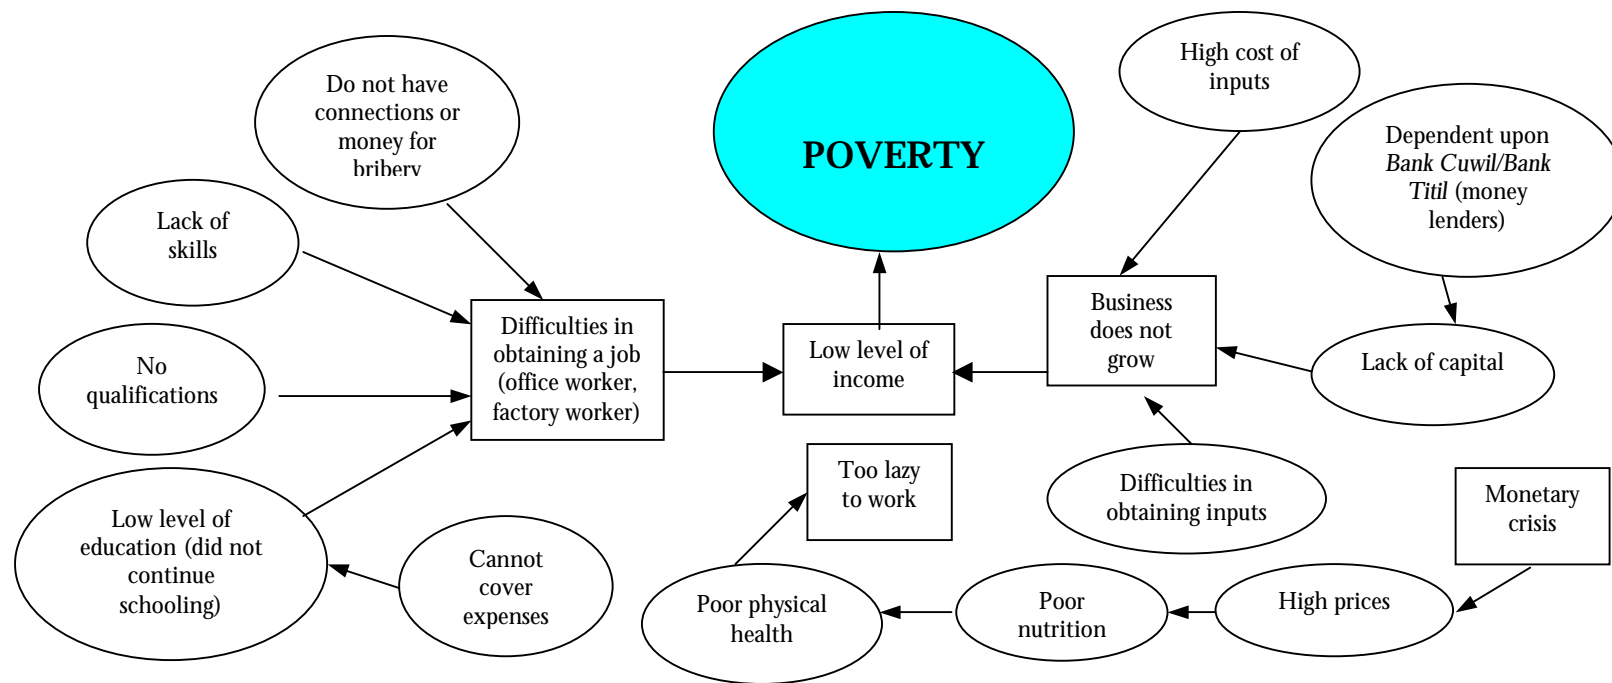 Do not have
connections or
money for
bribery
Lack of
skills
No
qualifications
Low level of
education (did not
continue
schooling)
Cannot
cover
expenses
Difficulties in
obtaining a job
(office worker,
factory worker)
POVERTY
Low level of
income
Too lazy
to work
Poor physical
health
Poor
nutrition
High prices
Monetary
crisis
High cost of
inputs
Business
does not
grow
Difficulties in
obtaining inputs
Dependent upon
Bank Cuwil/Bank
Titil (money
lenders)
Lack of capital